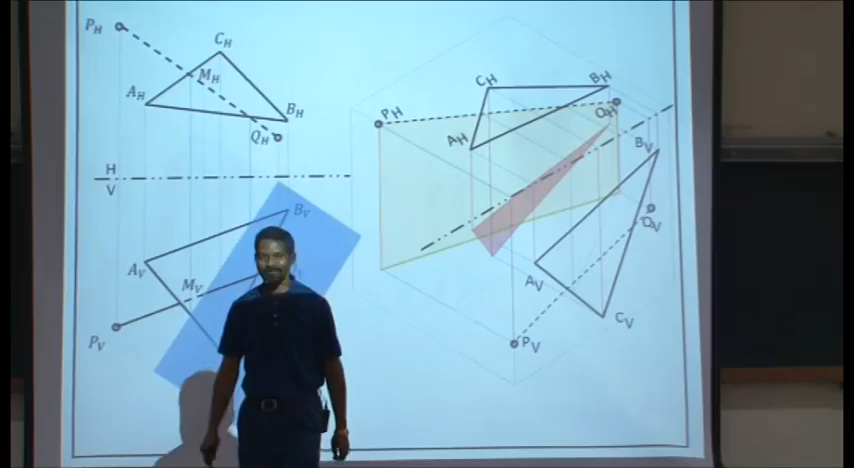 P_H
C_H
M_H
A_H
B_H
Q_H
H
V
B_V
A_V
M_V
P_V
C_H
B_H
P_H
Q_H
A_H
B_V
Q_V
A_V
C_V
P_V